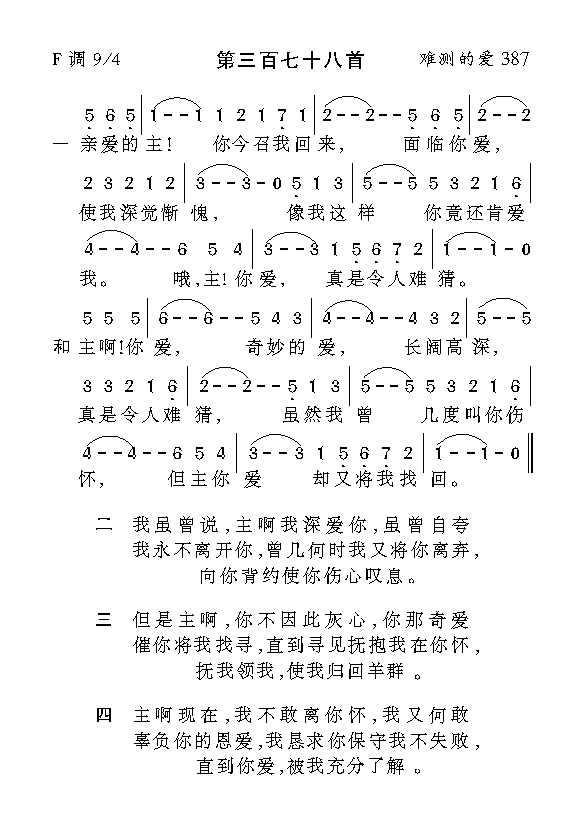 F 调 9/4 第三百七十八首 难测的爱 387
5 6 5|1--1 1 2 1 7 1|2--2--5 6 5|2--2
一 亲爱的主! 你今召我回来, 面临你爱,
2 3 2 1 2|3--3-0 5 1 3|5--5 5 3 2 1 6
使我深觉惭 愧, 像我这 样 你竟还肯爱
4--4--6 5 4|3--3 1 5 6 7 2|1--1-0
我。 哦,主! 你 爱, 真是令人难 猜。
5 5 5|6--6--5 4 3|4--4--4 3 2|5--5
和 主啊!你 爱, 奇妙的 爱, 长阔高 深,
3 3 2 1 6|2--2--5 1 3|5--5 5 3 2 1 6
真是令人难 猜, 虽然我 曾 几度叫你伤
4--4--6 5 4|3--3 1 5 6 7 2|1--1-0
怀, 但主你 爱 却又将我找 回。
二 我虽曾说,主啊我深爱你,虽曾自夸
我永不离开你,曾几何时我又将你离弃,
向你背约使你伤心叹息。
三 但是主啊,你不因此灰心,你那奇爱
催你将我找寻,直到寻见抚抱我在你怀,
抚我领我,使我归回羊群。
四 主啊现在,我不敢离你怀,我又何敢
辜负你的恩爱,我恳求你保守我不失败,
直到你爱,被我充分了解。